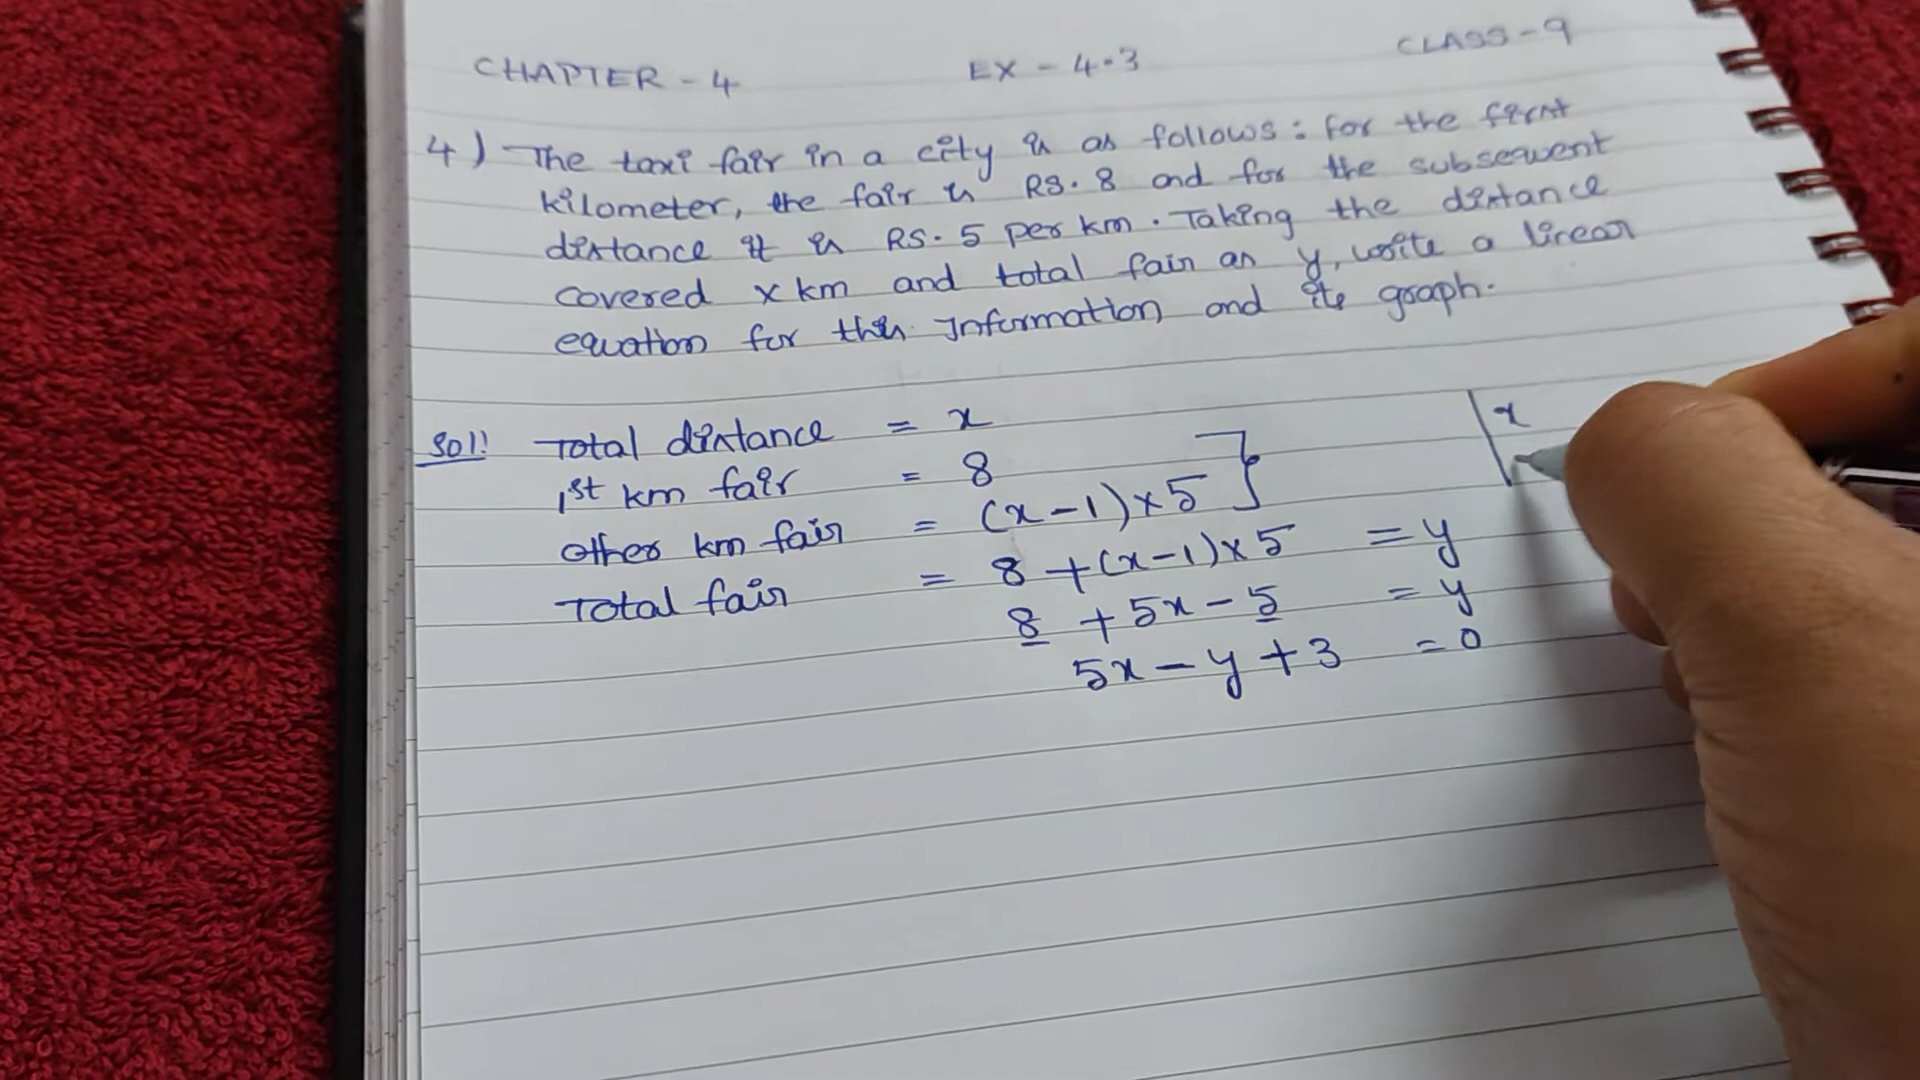 CHAPTER - 4 EX - 4.3 CLASS - 9
4) The taxi fair in a city is as follows: for the first
kilometer, the fair is RS. 8 and for the subsequent
distance it is RS. 5 per km. Taking the distance
covered x km and total fair as y, write a linear
equation for this Information and its graph.
Sol: Total distance = x
1st km fair = 8
other km fair = (x-1)×5
Total fair = 8+(x-1)×5 = y
8 + 5x - 5 = y
5x - y + 3 = 0
x